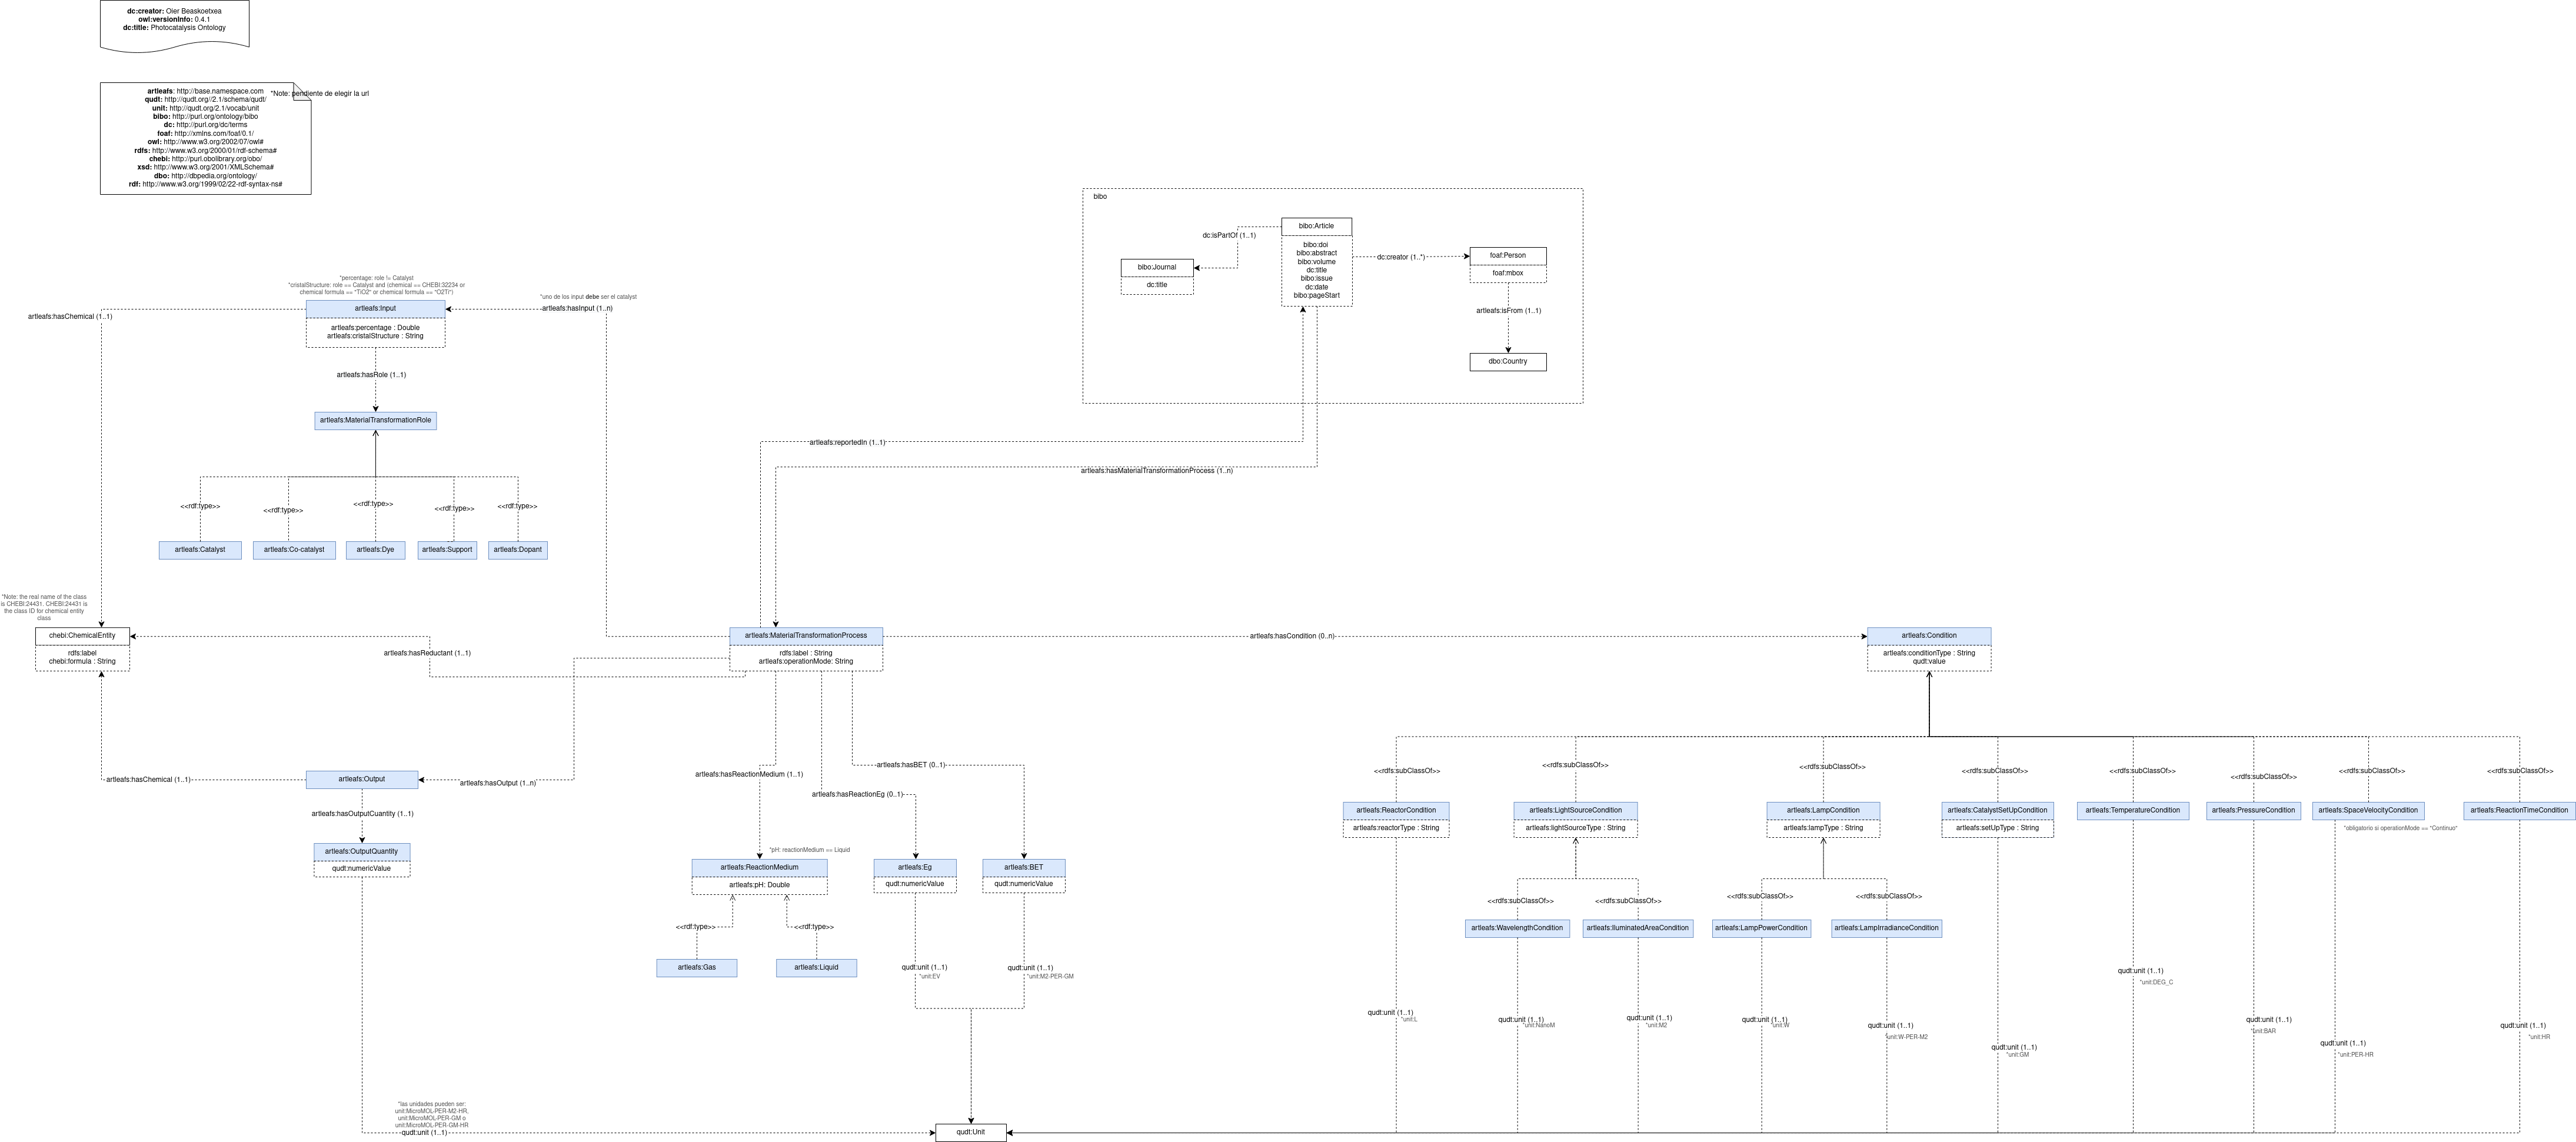 dc:creator: Oier Beaskoetxea
owl:versionInfo: 0.4.1
dc:title: Photocatalysis Ontology
artleafs: http://base.namespace.com
*Note: pendiente de elegir la url
qudt: http://qudt.org//2.1/schema/qudt/
unit: http://qudt.org/2.1/vocab/unit
bibo: http://purl.org/ontology/bibo
dc: http://purl.org/dc/terms
foaf: http://xmlns.com/foaf/0.1/
owl: http://www.w3.org/2002/07/owl#
rdfs: http://www.w3.org/2000/01/rdf-schema#
chebi: http://purl.obolibrary.org/obo/
xsd: http://www.w3.org/2001/XMLSchema#
dbo: http://dbpedia.org/ontology/
rdf: http://www.w3.org/1999/02/22-rdf-syntax-ns#
bibo
bibo:Article
bibo:doi
bibo:abstract
bibo:volume
dc:title
bibo:issue
dc:date
bibo:pageStart
dc:isPartOf (1..1)
bibo:Journal
dc:title
dc:creator (1..*)
foaf:Person
foaf:mbox
artleafs:isFrom (1..1)
dbo:Country
*percentage: role != Catalyst
*cristalStructure: role == Catalyst and (chemical == CHEBI:32234 or
chemical formula == "TiO2" or chemical formula == "O2Ti")
artleafs:Input
artleafs:percentage : Double
artleafs:cristalStructure : String
*uno de los input debe ser el catalyst
artleafs:hasInput (1..n)
artleafs:hasChemical (1..1)
artleafs:hasRole (1..1)
artleafs:MaterialTransformationRole
<<rdf:type>>
<<rdf:type>>
<<rdf:type>>
<<rdf:type>>
<<rdf:type>>
artleafs:Catalyst
artleafs:Co-catalyst
artleafs:Dye
artleafs:Support
artleafs:Dopant
artleafs:reportedIn (1..1)
artleafs:hasMaterialTransformationProcess (1..n)
*Note: the real name of the class
is CHEBI:24431, CHEBI:24431 is
the class ID for chemical entity
class
chebi:ChemicalEntity
rdfs:label
chebi:formula : String
artleafs:hasReductant (1..1)
artleafs:MaterialTransformationProcess
rdfs:label : String
artleafs:operationMode: String
artleafs:hasCondition (0..n)
artleafs:Condition
artleafs:conditionType : String
qudt:value
artleafs:hasChemical (1..1)
artleafs:Output
artleafs:hasOutput (1..n)
artleafs:hasOutputCuantity (1..1)
artleafs:OutputQuantity
qudt:numericValue
artleafs:hasReactionMedium (1..1)
artleafs:hasReactionEg (0..1)
artleafs:hasBET (0..1)
*pH: reactionMedium == Liquid
artleafs:ReactionMedium
artleafs:pH: Double
artleafs:Eg
qudt:numericValue
artleafs:BET
qudt:numericValue
<<rdf:type>>
<<rdf:type>>
artleafs:Gas
artleafs:Liquid
qudt:unit (1..1)
*unit:EV
qudt:unit (1..1)
*unit:M2-PER-GM
<<rdfs:subClassOf>>
<<rdfs:subClassOf>>
<<rdfs:subClassOf>>
<<rdfs:subClassOf>>
<<rdfs:subClassOf>>
<<rdfs:subClassOf>>
<<rdfs:subClassOf>>
<<rdfs:subClassOf>>
artleafs:ReactorCondition
artleafs:reactorType : String
artleafs:LightSourceCondition
artleafs:lightSourceType : String
artleafs:LampCondition
artleafs:lampType : String
artleafs:CatalystSetUpCondition
artleafs:setUpType : String
artleafs:TemperatureCondition
artleafs:PressureCondition
artleafs:SpaceVelocityCondition
*obligatorio si operationMode == "Continuo"
artleafs:ReactionTimeCondition
<<rdfs:subClassOf>>
<<rdfs:subClassOf>>
<<rdfs:subClassOf>>
<<rdfs:subClassOf>>
artleafs:WavelengthCondition
artleafs:IluminatedAreaCondition
artleafs:LampPowerCondition
artleafs:LampIrradianceCondition
qudt:unit (1..1)
*unit:L
qudt:unit (1..1)
*unit:NanoM
qudt:unit (1..1)
*unit:M2
qudt:unit (1..1)
*unit:W
qudt:unit (1..1)
*unit:W-PER-M2
qudt:unit (1..1)
*unit:GM
qudt:unit (1..1)
*unit:DEG_C
qudt:unit (1..1)
*unit:BAR
qudt:unit (1..1)
*unit:PER-HR
qudt:unit (1..1)
*unit:HR
*las unidades pueden ser:
unit:MicroMOL-PER-M2-HR,
unit:MicroMOL-PER-GM o
unit:MicroMOL-PER-GM-HR
qudt:unit (1..1)
qudt:Unit